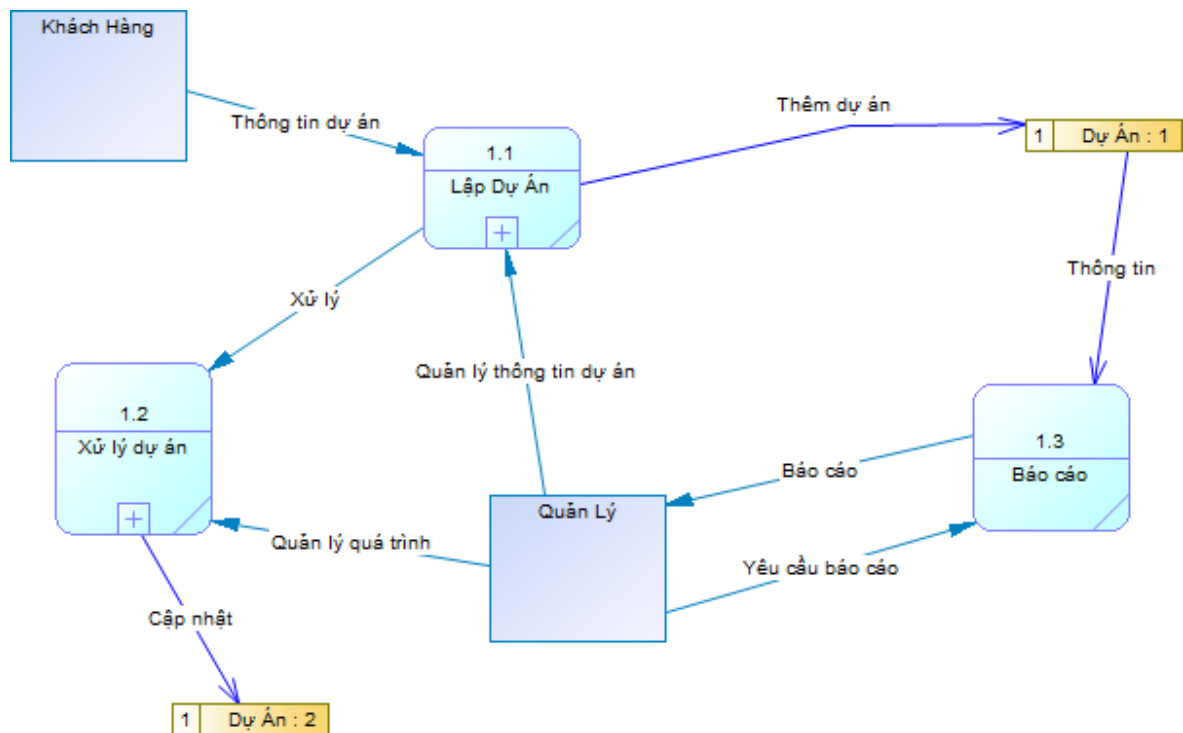 Khách Hàng
Thông tin dự án
Thêm dự án
1 Dự Án : 1
1.1
Lập Dự Án
Thông tin
Xử lý
Quản lý thông tin dự án
1.2
Xử lý dự án
1.3
Báo cáo
Báo cáo
Quản Lý
Quản lý quá trình
Yêu cầu báo cáo
Cập nhật
1 Dự Án : 2